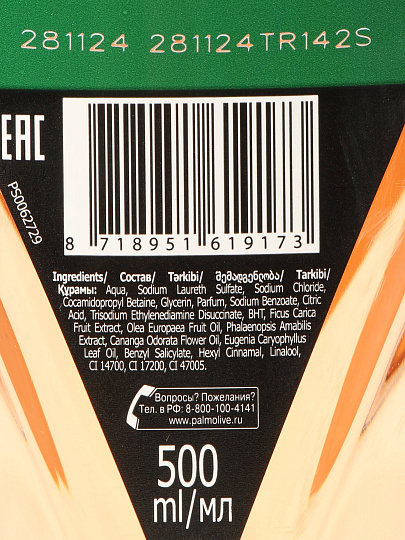 281124 281124TR142S
EAC
PS0062729
8 718951 619173
Ingredients/ Состав/ Tərkibi/ შემადგენლობა/ Tarkibi/
Құрамы: Aqua, Sodium Laureth Sulfate, Sodium Chloride,
Cocamidopropyl Betaine, Glycerin, Parfum, Sodium Benzoate, Citric
Acid, Trisodium Ethylenediamine Disuccinate, BHT, Ficus Carica
Fruit Extract, Olea Europaea Fruit Oil, Phalaenopsis Amabilis
Extract, Cananga Odorata Flower Oil, Eugenia Caryophyllus
Leaf Oil, Benzyl Salicylate, Hexyl Cinnamal, Linalool,
CI 14700, CI 17200, CI 47005.
Вопросы? Пожелания?
Тел. в РФ: 8-800-100-4141
www.palmolive.ru
500
ml/мл